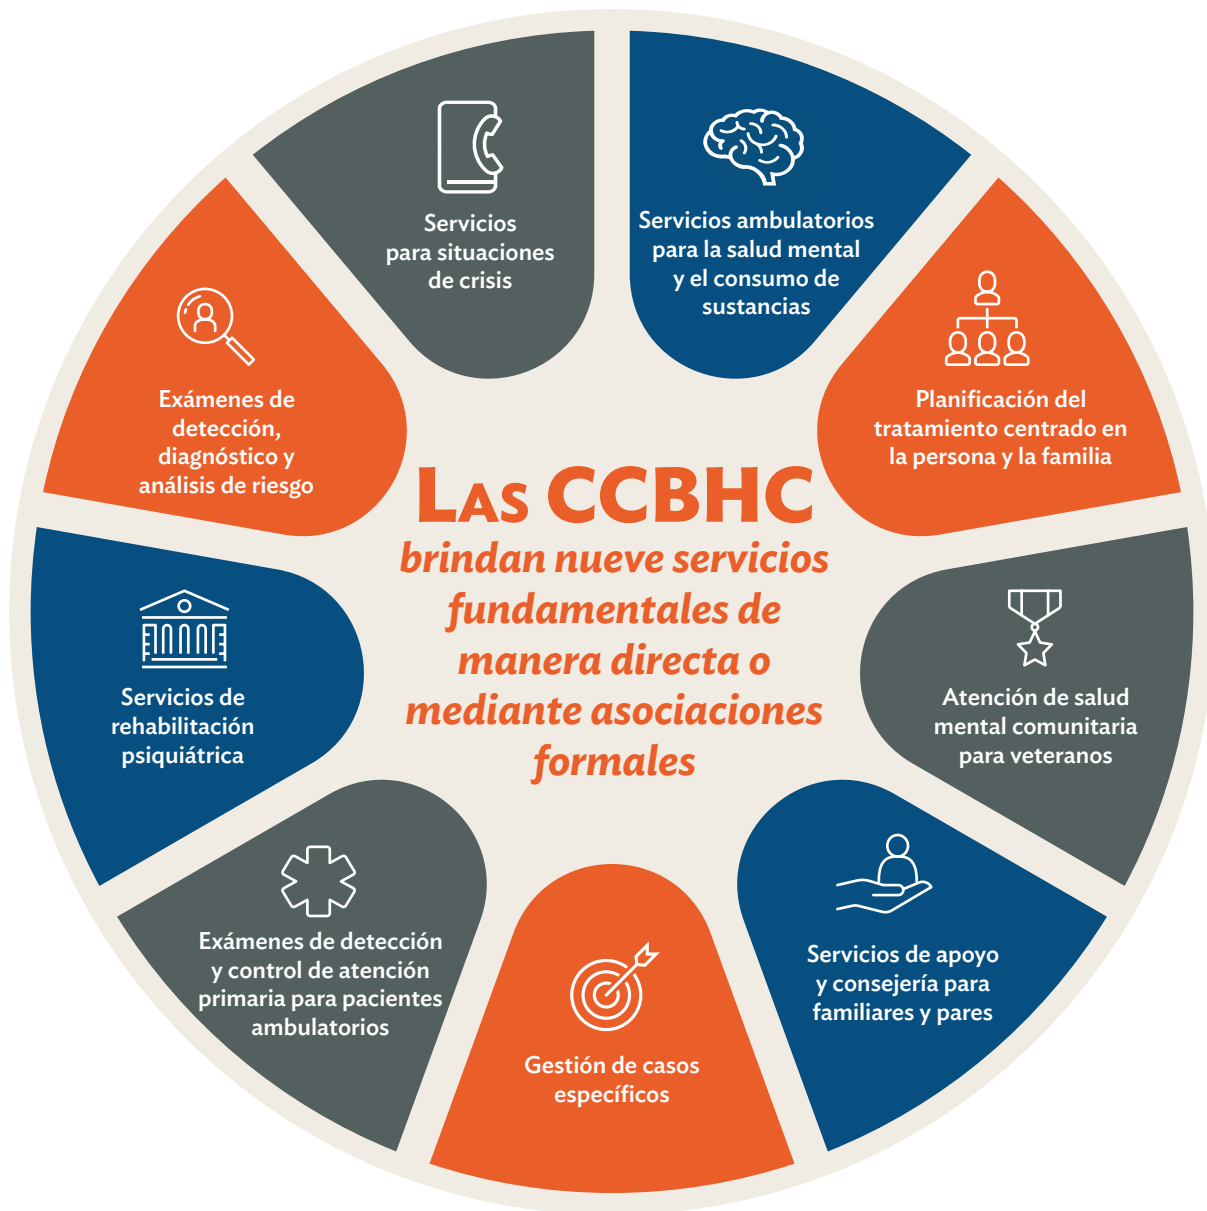 Servicios
para situaciones
de crisis
Servicios ambulatorios
para la salud mental
y el consumo de
sustancias
Planificación del
tratamiento centrado en
la persona y la familia
Atención de salud
mental comunitaria
para veteranos
Servicios de apoyo
y consejería para
familiares y pares
Gestión de casos
específicos
Exámenes de detección
y control de atención
primaria para pacientes
ambulatorios
Servicios de
rehabilitación
psiquiátrica
Exámenes de
detección,
diagnóstico y
análisis de riesgo
LAS CCBHC
brindan nueve servicios
fundamentales de
manera directa o
mediante asociaciones
formales